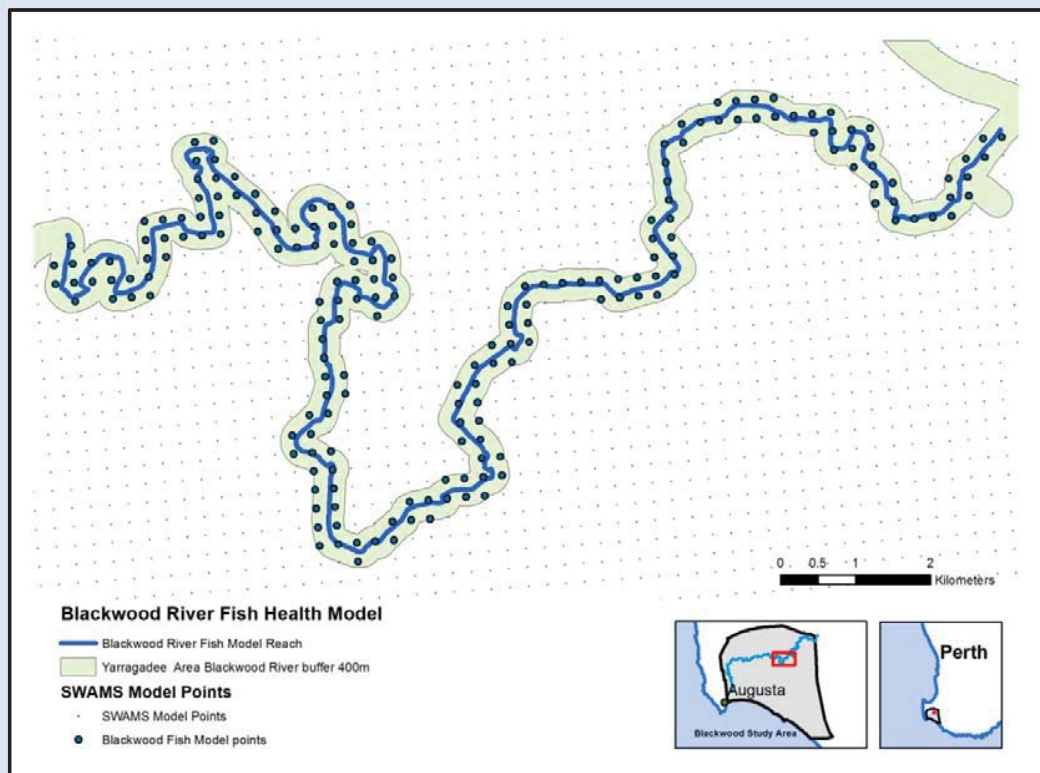 0 0.5 1 2
Kilometers
Blackwood River Fish Health Model
Blackwood River Fish Model Reach
Yarragadee Area Blackwood River buffer 400m
SWAMS Model Points
SWAMS Model Points
Blackwood Fish Model points
Augusta
Blackwood Study Area
Perth